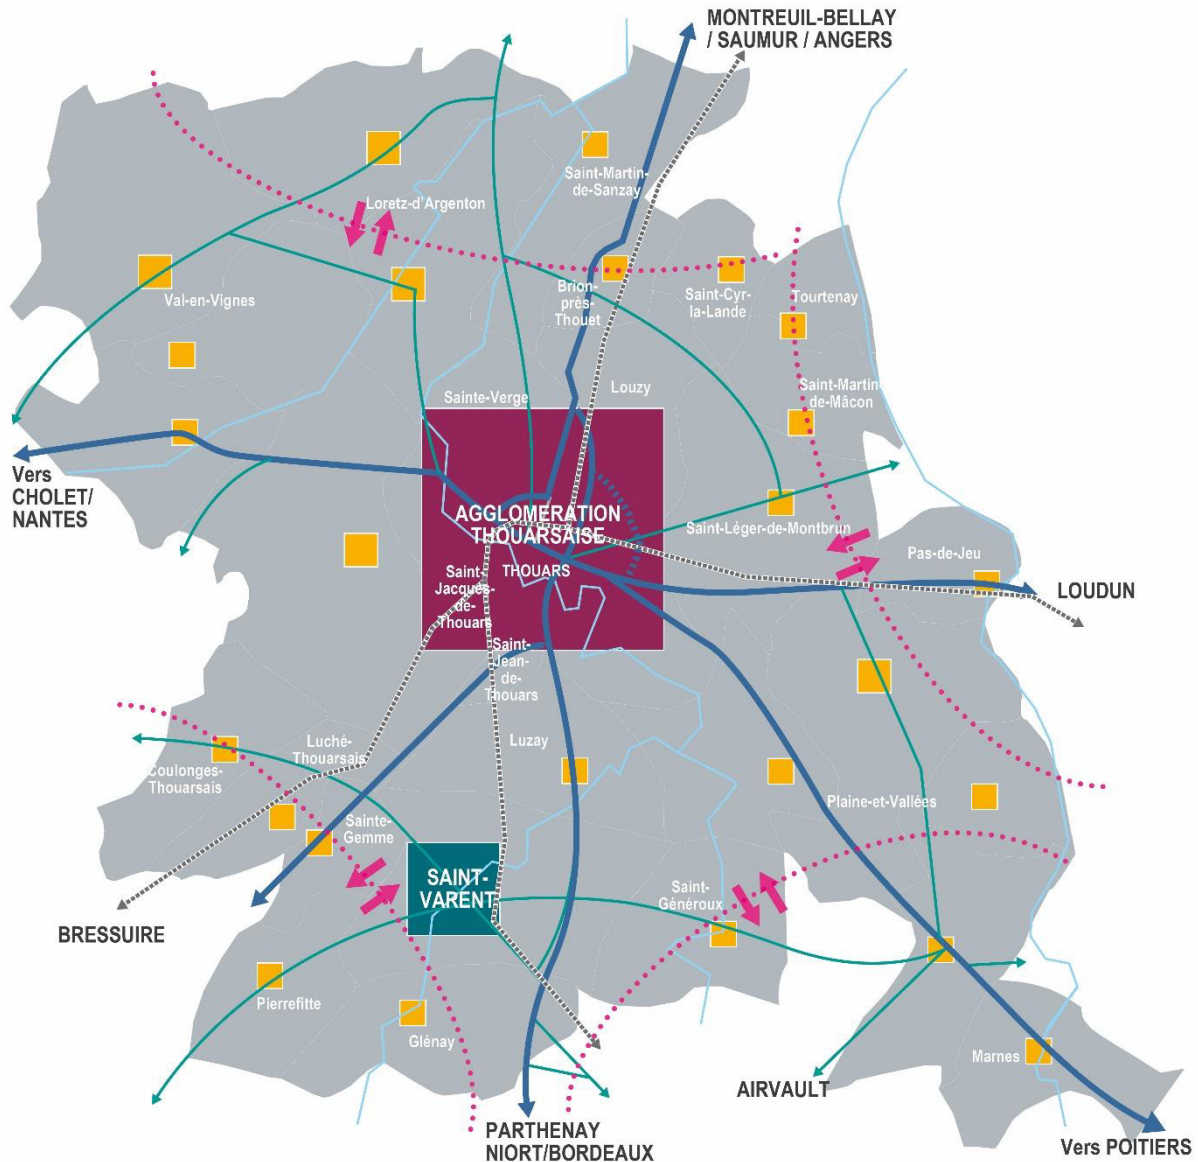 MONTREUIL-BELLAY
/ SAUMUR / ANGERS
Saint-Martin-
de-Sanzay
Loretz-d'Argenton
Val-en-Vignes
Brion-
près-
Thouet
Saint-Cyr-
la-Lande
Tourtenay
Saint-Martin
de-Mâcon
Sainte-Verge
Louzy
Vers
CHOLET/
NANTES
AGGLOMÉRATION
THOUARSAISE
THOUARS
Saint-Léger-de-Montbrun
Pas-de-Jeu
LOUDUN
Saint-
Jacques-
de-
Thouars
Saint-
Jean-
de-
Thouars
Luzay
Luché-
Thouarsais
Coulonges-
Thouarsais
Sainte-
Gemme
Plaine-et-Vallées
SAINT-
VARENT
Saint-
Généroux
BRESSUIRE
Pierrefitte
Glénay
Marnes
AIRVAULT
PARTHENAY
NIORT/BORDEAUX
Vers POITIERS